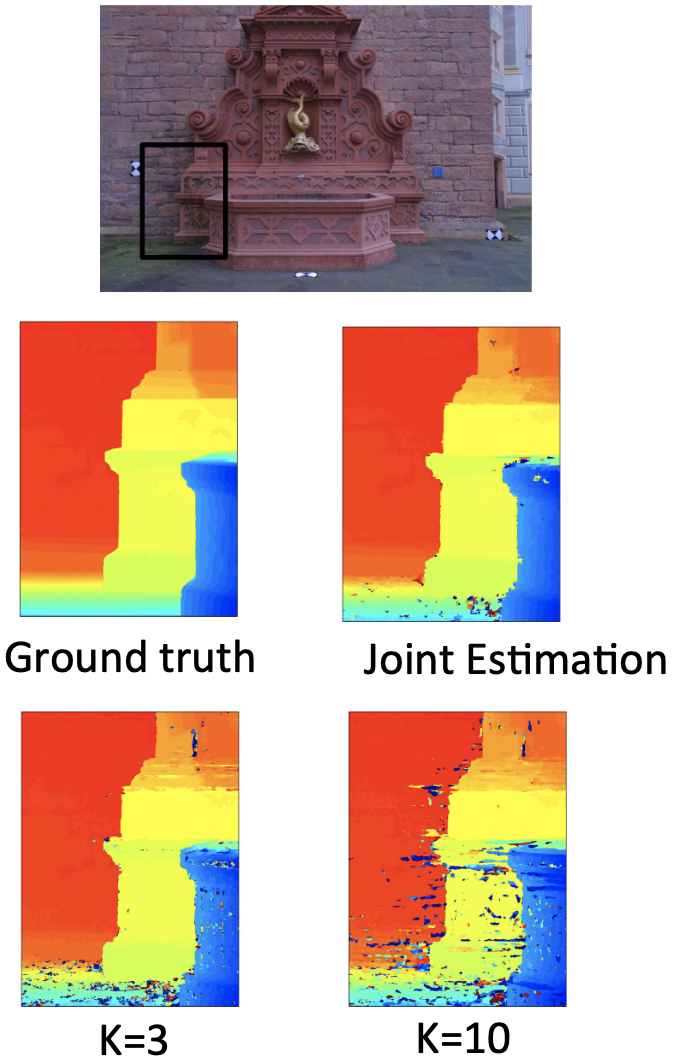 Ground truth
Joint Estimation
K=3
K=10